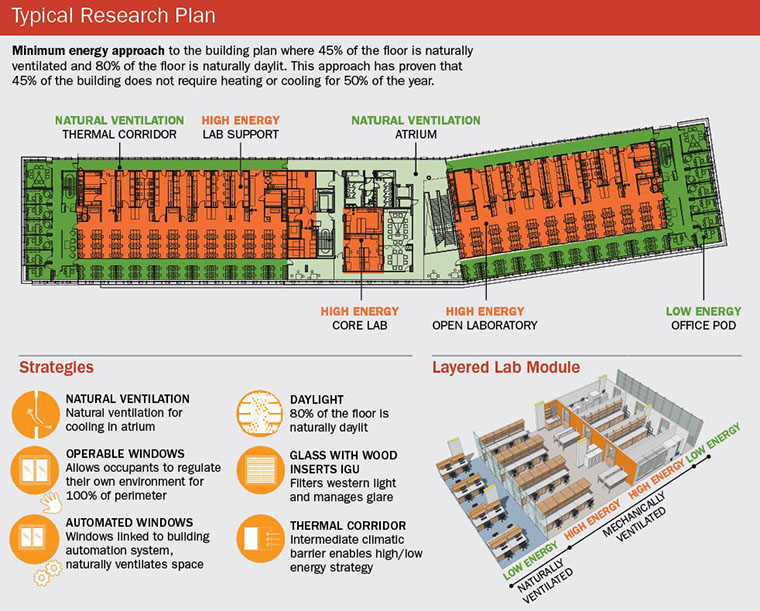 Typical Research Plan
Minimum energy approach to the building plan where 45% of the floor is naturally
ventilated and 80% of the floor is naturally daylit. This approach has proven that
45% of the building does not require heating or cooling for 50% of the year.
NATURAL VENTILATION
THERMAL CORRIDOR
HIGH ENERGY
LAB SUPPORT
NATURAL VENTILATION
ATRIUM
HIGH ENERGY
CORE LAB
HIGH ENERGY
OPEN LABORATORY
LOW ENERGY
OFFICE POD
Strategies
NATURAL VENTILATION
Natural ventilation for
cooling in atrium
OPERABLE WINDOWS
Allows occupants to regulate
their own environment for
100% of perimeter
AUTOMATED WINDOWS
Windows linked to building
automation system,
naturally ventilates space
DAYLIGHT
80% of the floor is
naturally daylit
GLASS WITH WOOD
INSERTS IGU
Filters western light
and manages glare
THERMAL CORRIDOR
Intermediate climatic
barrier enables high/low
energy strategy
Layered Lab Module
LOW ENERGY
HIGH ENERGY
HIGH ENERGY
LOW ENERGY
NATURALLY
VENTILATED
MECHANICALLY
VENTILATED